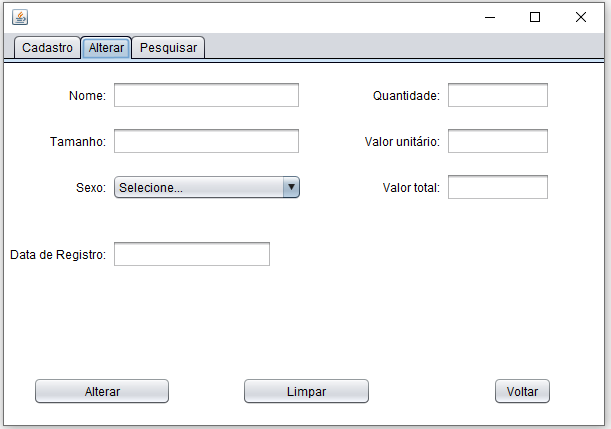 Cadastro Alterar Pesquisar
Nome: Quantidade:
Tamanho: Valor unitário:
Sexo: Selecione... Valor total:
Data de Registro:
Alterar Limpar Voltar